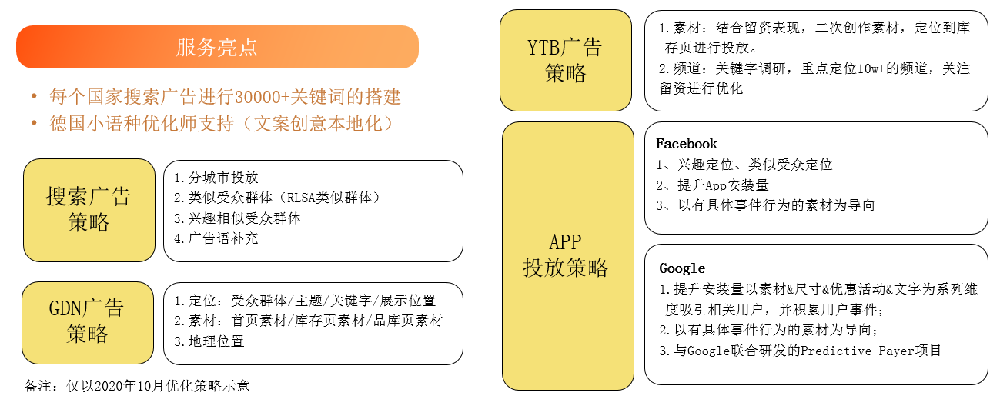 服务亮点
• 每个国家搜索广告进行30000+关键词的搭建
• 德国小语种优化师支持（文案创意本地化）
搜索广告
策略
1.分城市投放
2.类似受众群体（RLSA类似群体）
3.兴趣相似受众群体
4.广告语补充
GDN广告
策略
1.定位：受众群体/主题/关键字/展示位置
2.素材：首页素材/库存页素材/品库页素材
3.地理位置
备注：仅以2020年10月优化策略示意
YTB广告
策略
1.素材：结合留资表现，二次创作素材，定位到库
存页进行投放。
2.频道：关键字调研，重点定位10w+的频道，关注
留资进行优化
APP
投放策略
Facebook
1、兴趣定位、类似受众定位
2、提升App安装量
3、以有具体事件行为的素材为导向
Google
1.提升安装量以素材&尺寸&优惠活动&文字为系列维
度吸引相关用户，并积累用户事件；
2.以有具体事件行为的素材为导向；
3.与Google联合研发的Predictive Payer项目